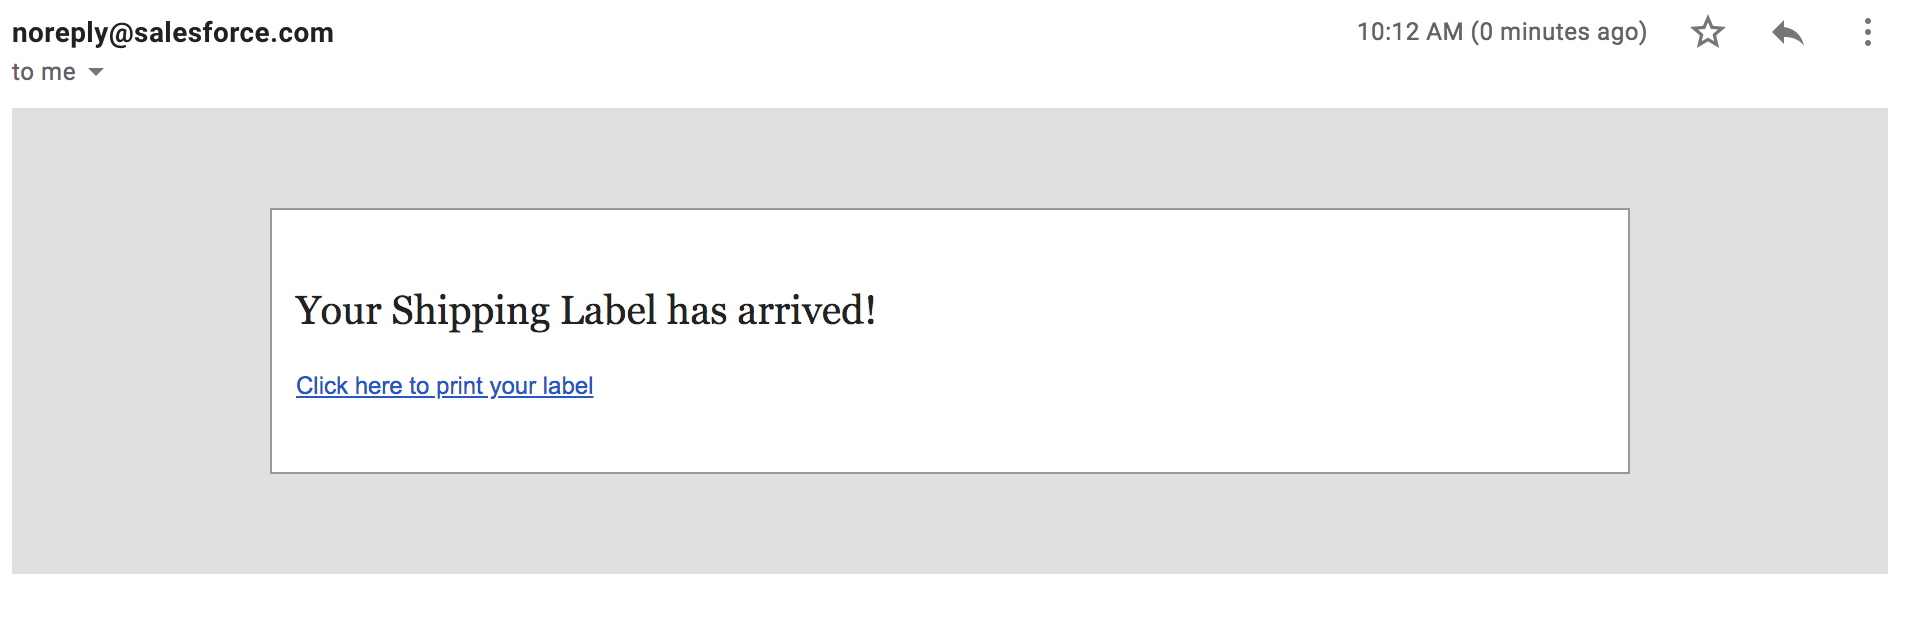 noreply@salesforce.com
10:12 AM (0 minutes ago)
to me
Your Shipping Label has arrived!
Click here to print your label